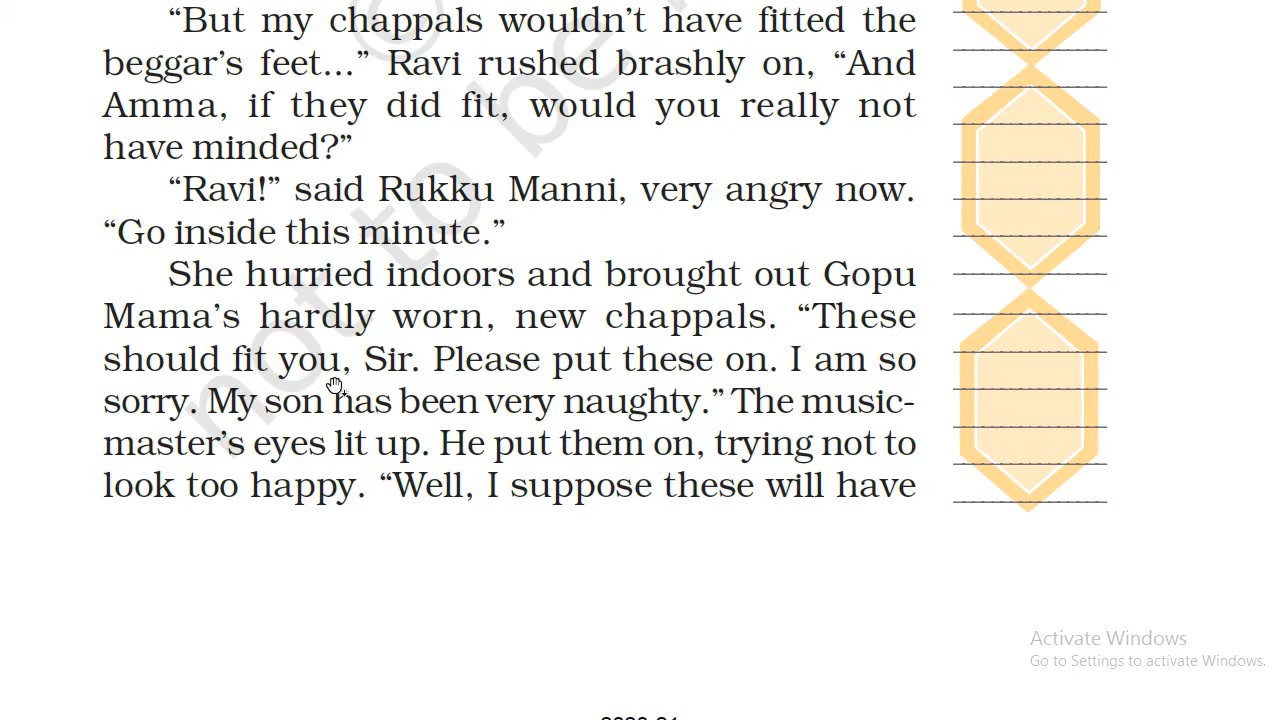 “But my chappals wouldn’t have fitted the
beggar’s feet...” Ravi rushed brashly on, “And
Amma, if they did fit, would you really not
have minded?”
“Ravi!” said Rukku Manni, very angry now.
“Go inside this minute.”
She hurried indoors and brought out Gopu
Mama’s hardly worn, new chappals. “These
should fit you, Sir. Please put these on. I am so
sorry. My son has been very naughty.” The music-
master’s eyes lit up. He put them on, trying not to
look too happy. “Well, I suppose these will have
not to be
©
Activate Windows
Go to Settings to activate Windows.